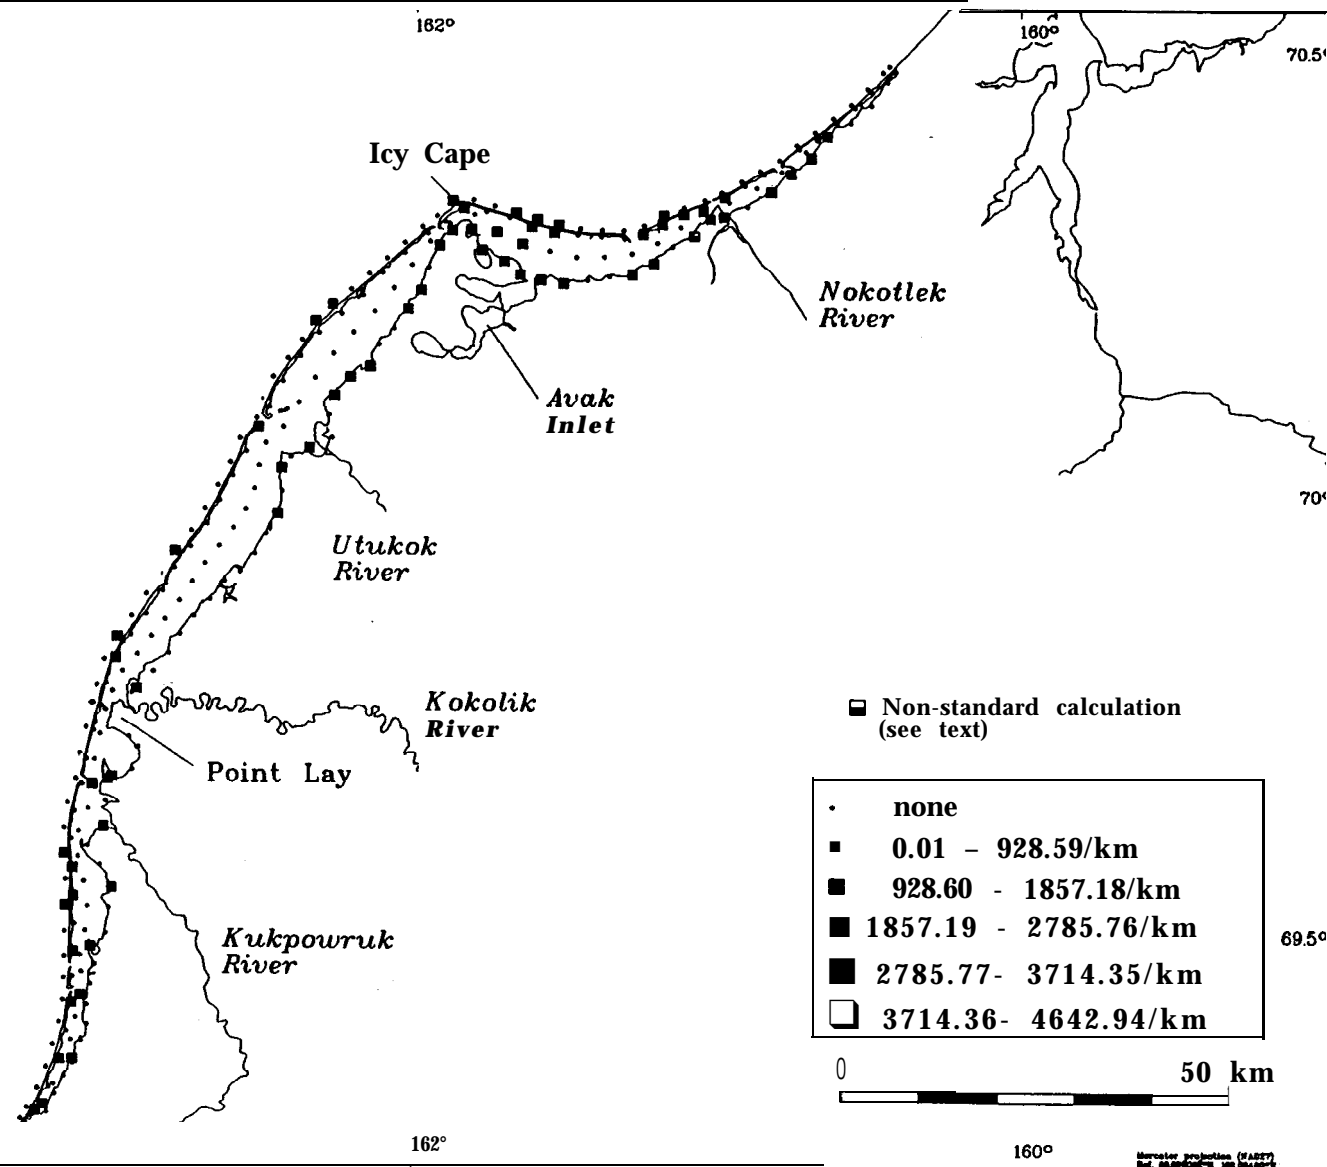 162°
160°
70.5°
Icy Cape
Nokotlek
River
Avak
Inlet
70°
Utukok
River
Kokolik
River
Non-standard calculation
(see text)
Point Lay
none
0.01 – 928.59/km
928.60 - 1857.18/km
1857.19 - 2785.76/km
2785.77- 3714.35/km
3714.36- 4642.94/km
Kukpowruk
River
69.5°
0 50 km
162°
160°
Mercator projection (NAD27)